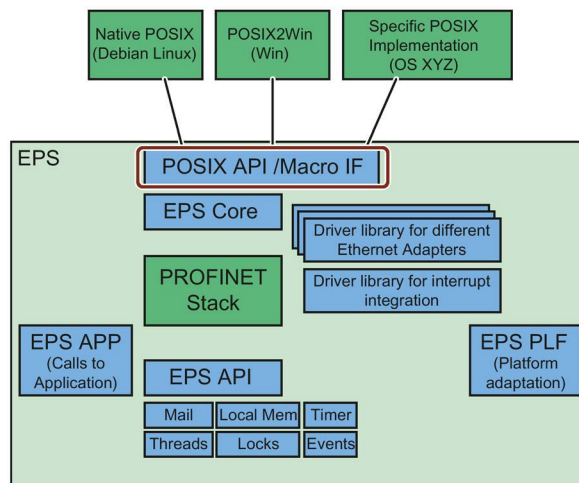 Native POSIX
(Debian Linux)
POSIX2Win
(Win)
Specific POSIX
Implementation
(OS XYZ)
EPS
POSIX API /Macro IF
EPS Core
Driver library for different
Ethernet Adapters
PROFINET
Stack
Driver library for interrupt
integration
EPS APP
(Calls to
Application)
EPS PLF
(Platform
adaptation)
EPS API
Mail
Local Mem
Timer
Threads
Locks
Events